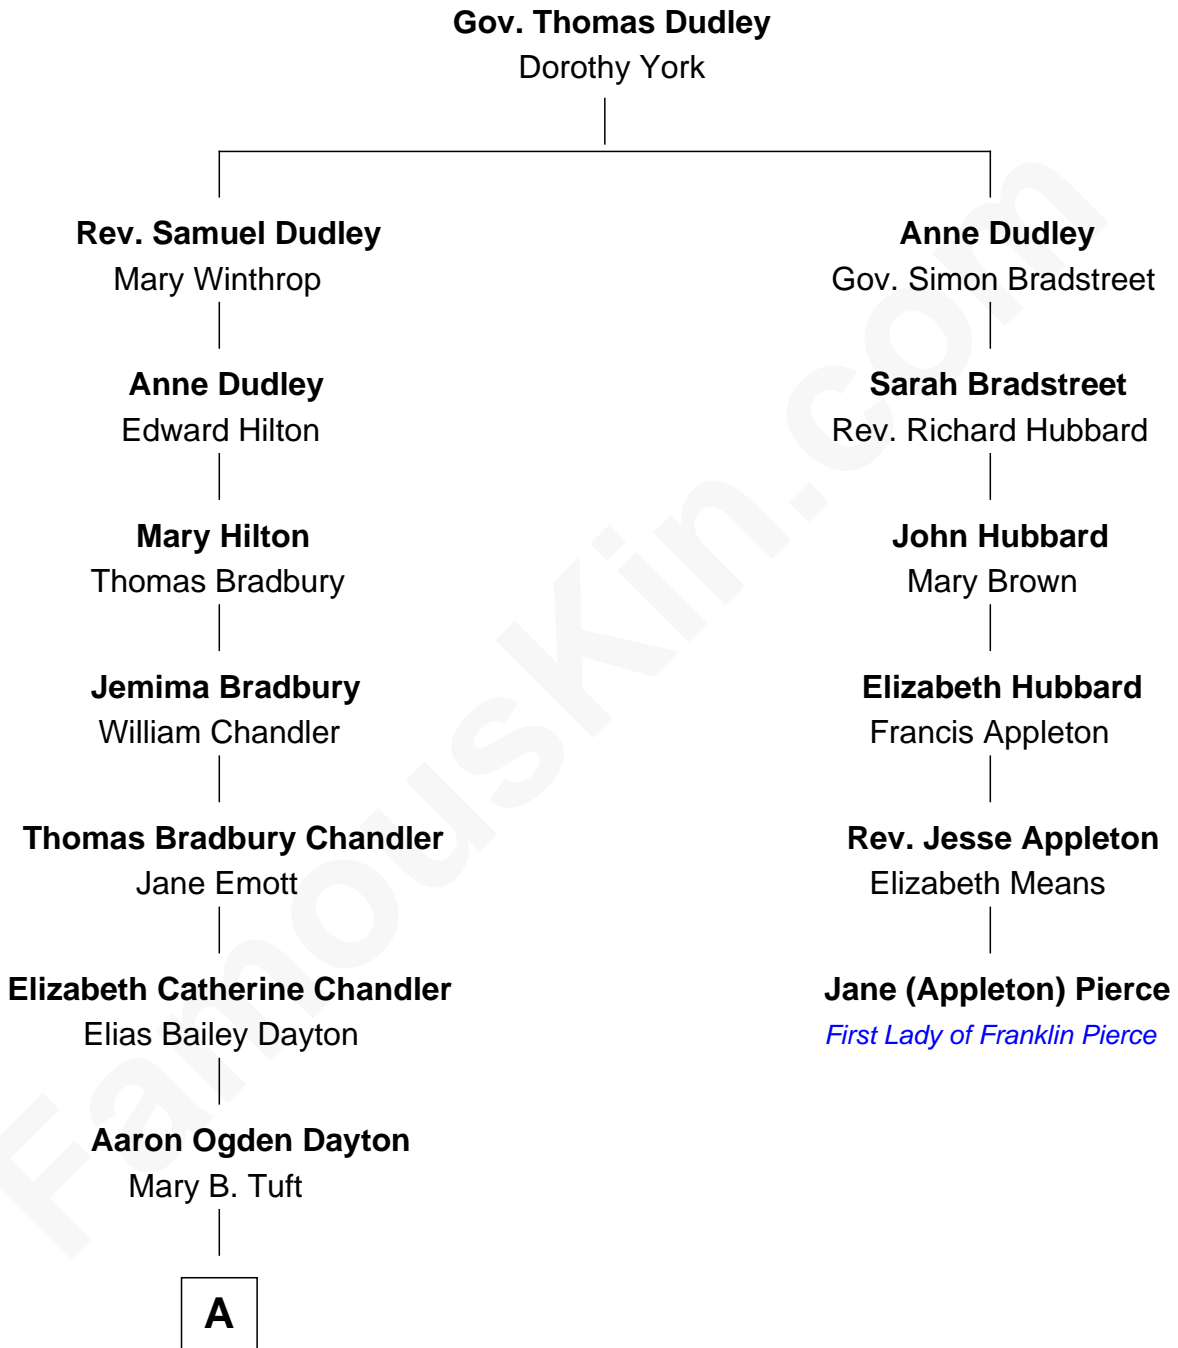 Gov. Thomas Dudley
Dorothy York
Rev. Samuel Dudley
Mary Winthrop
Anne Dudley
Edward Hilton
Mary Hilton
Thomas Bradbury
Jemima Bradbury
William Chandler
Thomas Bradbury Chandler
Jane Emott
Elizabeth Catherine Chandler
Elias Bailey Dayton
Aaron Ogden Dayton
Mary B. Tuft
A
Anne Dudley
Gov. Simon Bradstreet
Sarah Bradstreet
Rev. Richard Hubbard
John Hubbard
Mary Brown
Elizabeth Hubbard
Francis Appleton
Rev. Jesse Appleton
Elizabeth Means
Jane (Appleton) Pierce
First Lady of Franklin Pierce
FamousKin.com